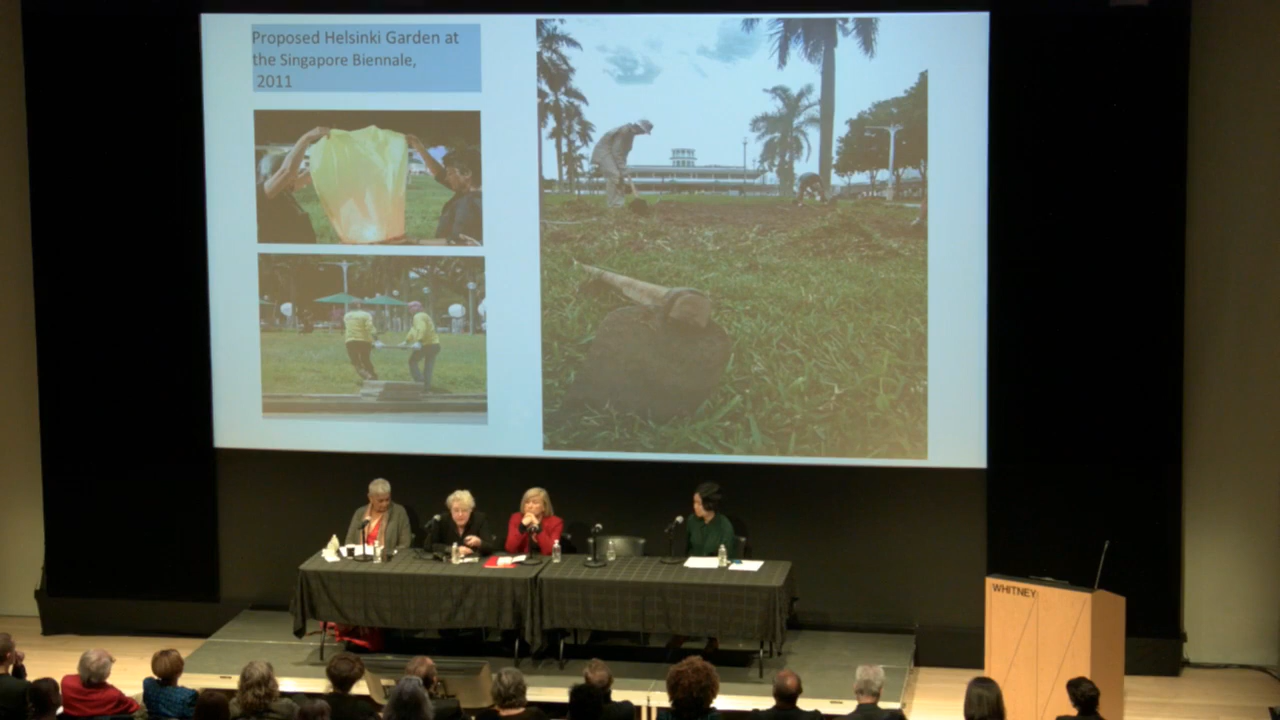 Proposed Helsinki Garden at
the Singapore Biennale,
2011
WHITNEY